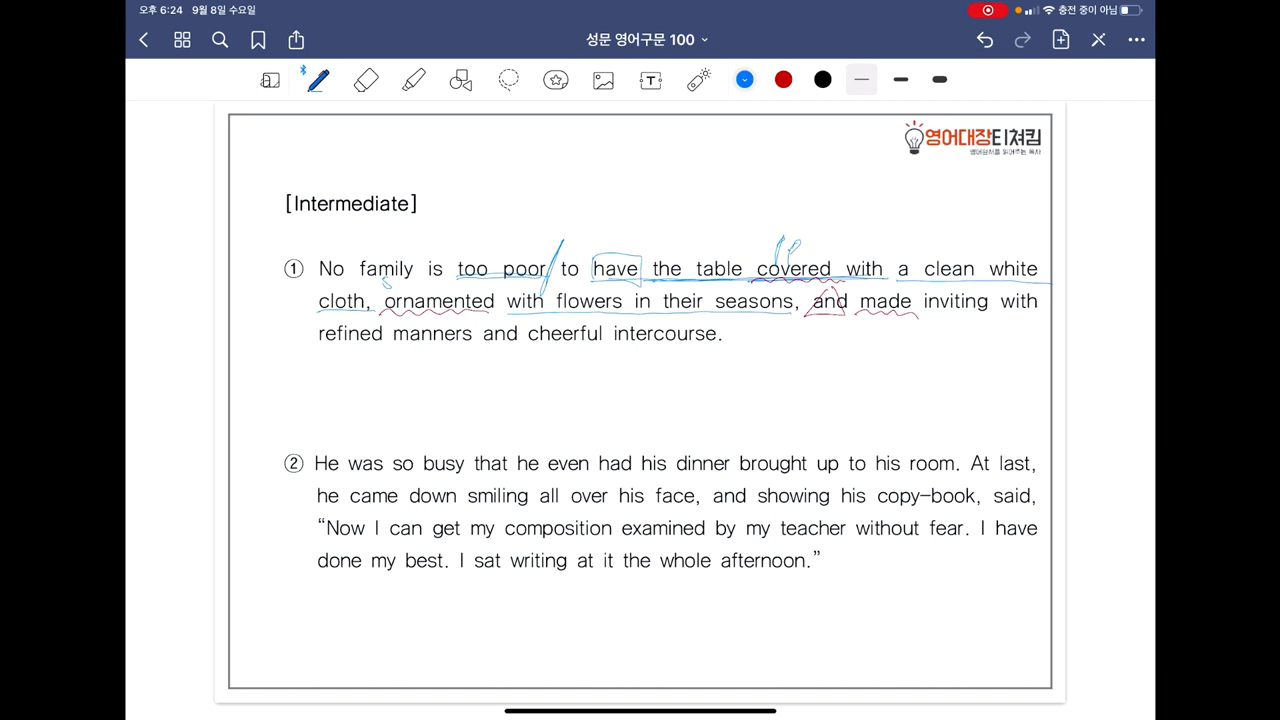 오후 6:24 9월 8일 수요일
충전 중이 아님
성문 영어구문 100
영어대장티쳐킴
[Intermediate]
① No family is too poor to have the table covered with a clean white
cloth, ornamented with flowers in their seasons, and made inviting with
refined manners and cheerful intercourse.
② He was so busy that he even had his dinner brought up to his room. At last,
he came down smiling all over his face, and showing his copy-book, said,
“Now I can get my composition examined by my teacher without fear. I have
done my best. I sat writing at it the whole afternoon.”